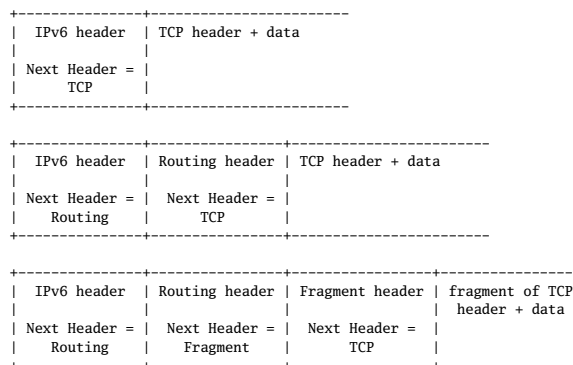 +---------------+------------------------
|  IPv6 header  | TCP header + data
|               |
| Next Header = |
|      TCP      |
+---------------+------------------------
+---------------+----------------+------------------------
|  IPv6 header  | Routing header | TCP header + data
|               |                |
| Next Header = |  Next Header = |
|    Routing    |      TCP       |
+---------------+----------------+------------------------
+---------------+----------------+-----------------+-----------------
|  IPv6 header  | Routing header | Fragment header | fragment of TCP
|               |                |                 |  header + data
| Next Header = |  Next Header = |  Next Header =  |
|    Routing    |    Fragment    |       TCP       |
+---------------+----------------+-----------------+-----------------